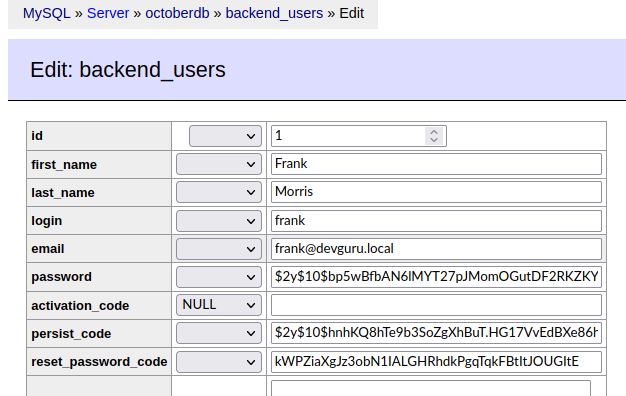 MySQL » Server » octoberdb » backend_users » Edit
Edit: backend_users
id 1
first_name Frank
last_name Morris
login frank
email frank@devguru.local
password $2y$10$bp5wBfbAN6lMYT27pJMomOGutDF2RKZKY
activation_code NULL
persist_code $2y$10$hnhKQ8hTe9b3SoZgXhBuT.HG17VvEdBXe86h
reset_password_code kWPZiaXgJz3obN1IALGHRhdkPgqTqkFBtItJOUGItE